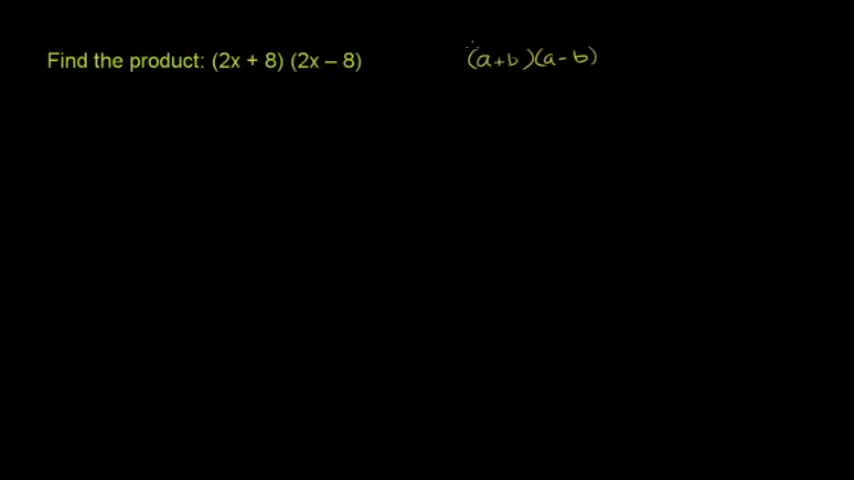 Find the product: (2x + 8) (2x – 8)
(a+b)(a-b)